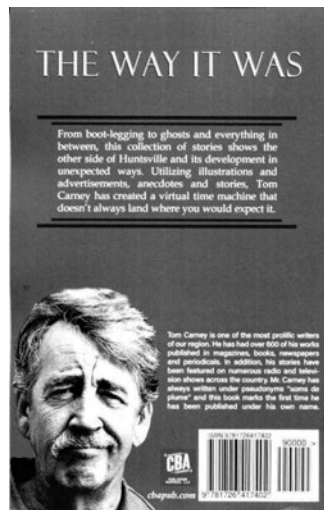 THE WAY IT WAS
From boot-legging to ghosts and everything in
between, this collection of stories shows the
other side of Huntsville and its development in
unexpected ways. Utilizing illustrations and
advertisements, anecdotes and stories, Tom
Carney has created a virtual time machine that
doesn't always land where you would expect it.
Tom Carney is one of the most prolific writers
of our region. He has had over 600 of his works
published in magazines, books, newspapers
and periodicals. In addition, his stories have
been featured on numerous radio and televi-
sion shows across the country. Mr. Carney has
always written under pseudonyms "soms de
plume" and this book marks the first time he
has been published under his own name.
CBA
cbapub.com
ISBN 9781726417402
90000 >
9 781726 417402